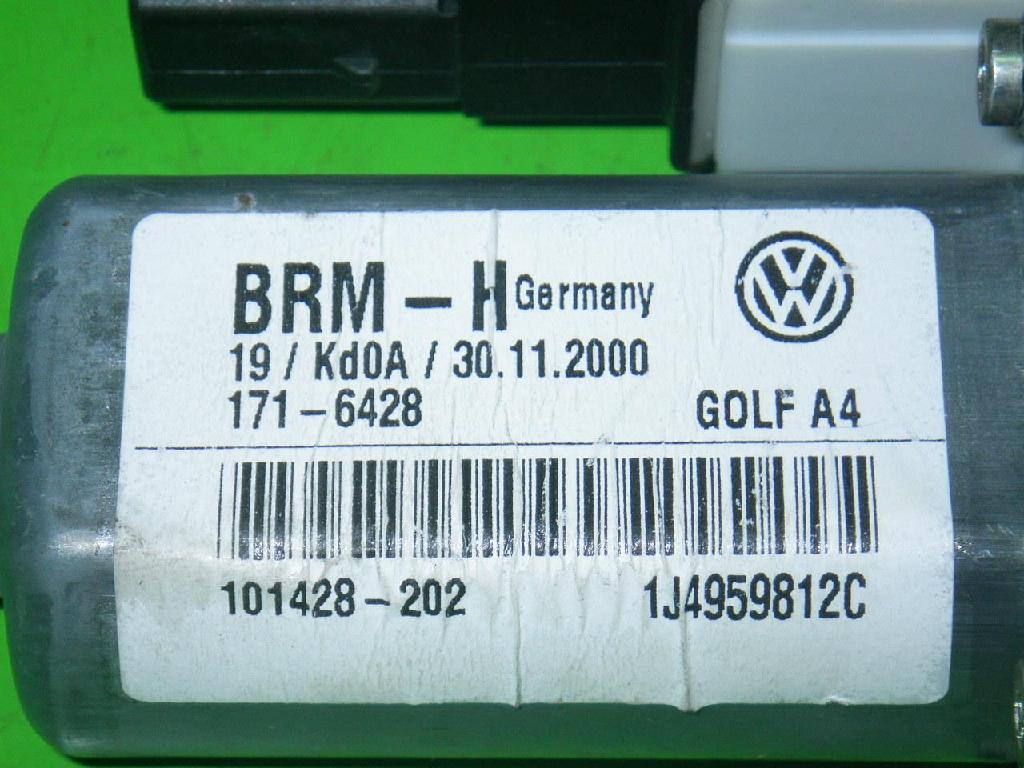 BRM - H Germany
19 / Kd0A / 30.11.2000
171-6428 GOLF A4
101428-202 1J4959812C